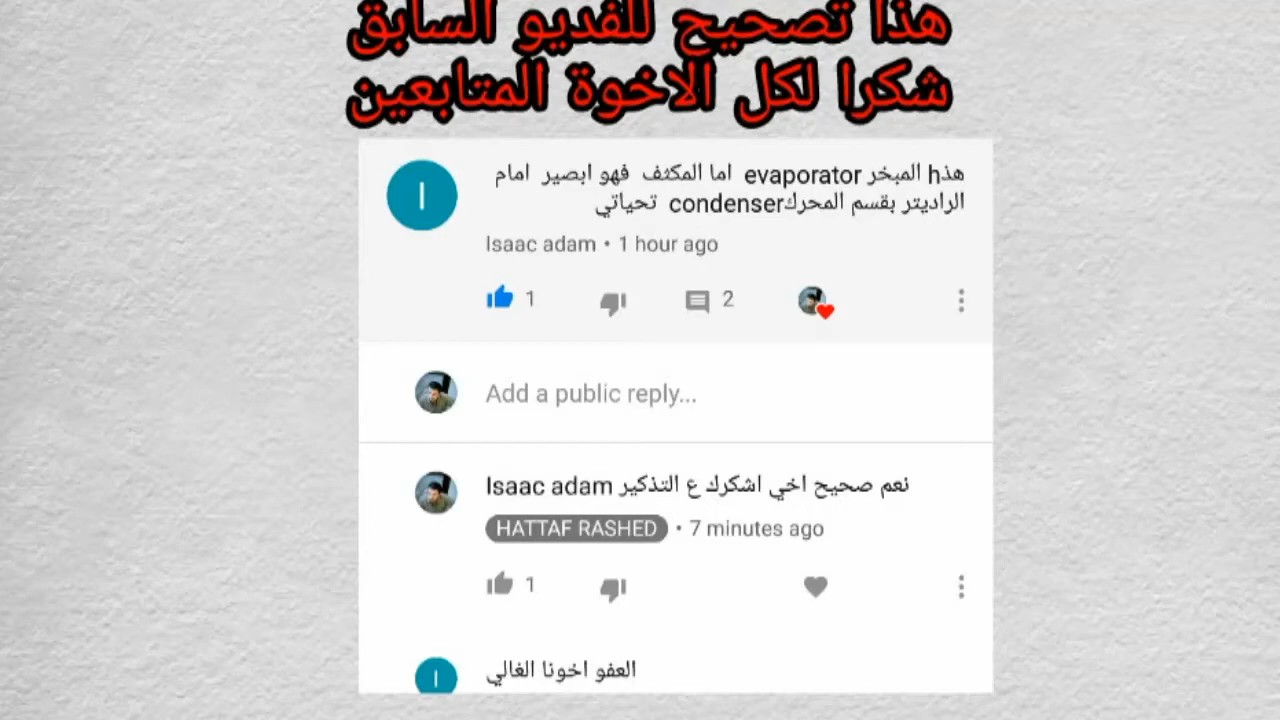 هذا تصحيح للفديو السابق
شكرا لكل الاخوة المتابعين
هذh المبخر evaporator اما المكثف فهو ابصير امام
الراديتر بقسم المحركcondenser تحياتي
Isaac adam • 1 hour ago
1
2
Add a public reply...
Isaac adam نعم صحيح اخي اشكرك ع التذكير
HATTAF RASHED • 7 minutes ago
1
العفو اخونا الغالي